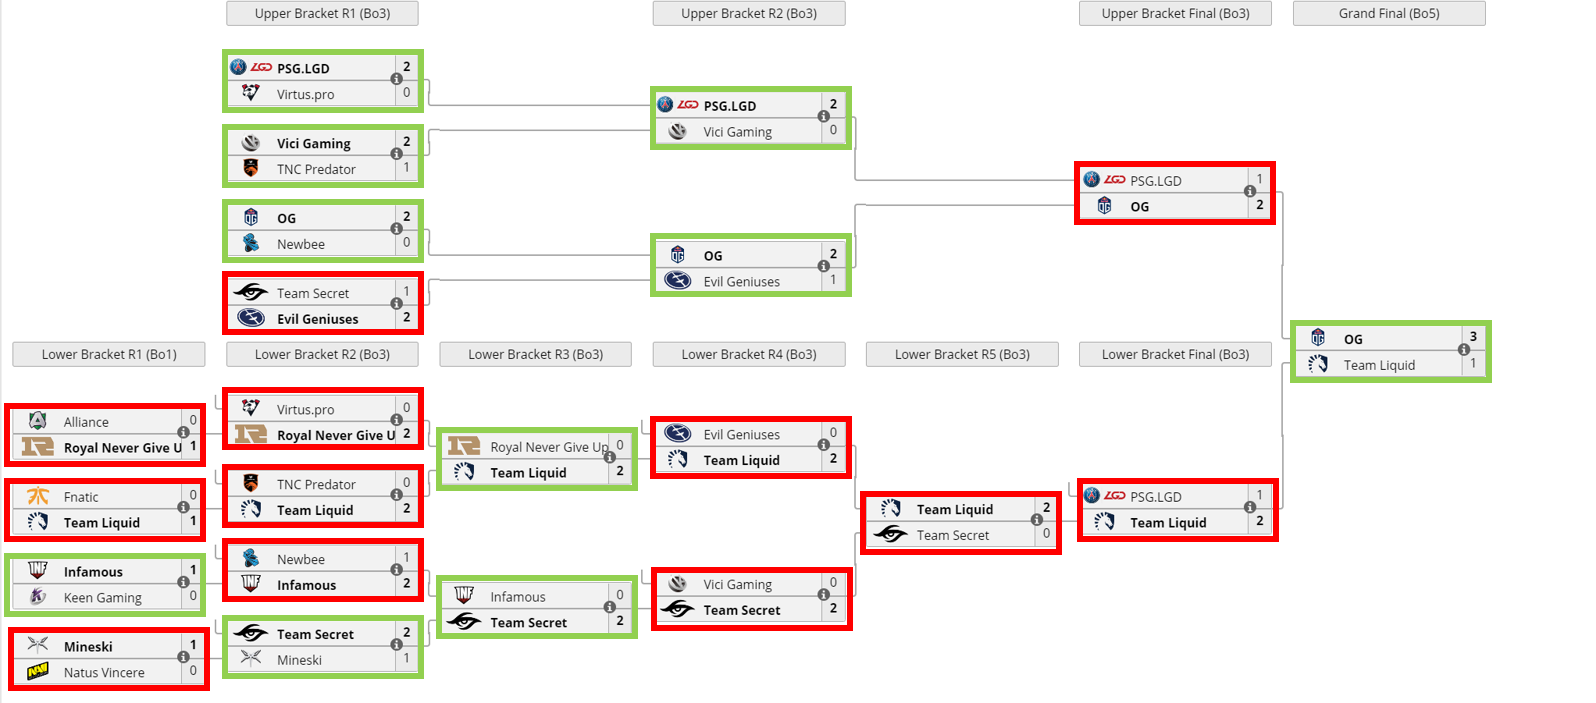 Upper Bracket R1 (Bo3)
Upper Bracket R2 (Bo3)
Upper Bracket Final (Bo3)
Grand Final (Bo5)
LGD PSG.LGD 2
Virtus.pro 0
Vici Gaming 2
TNC Predator 1
OG 2
Newbee 0
Team Secret 1
Evil Geniuses 2
LGD PSG.LGD 2
Vici Gaming 0
OG 2
Evil Geniuses 1
LGD PSG.LGD 1
OG 2
OG 3
Team Liquid 1
Lower Bracket R1 (Bo1)
Lower Bracket R2 (Bo3)
Lower Bracket R3 (Bo3)
Lower Bracket R4 (Bo3)
Lower Bracket R5 (Bo3)
Lower Bracket Final (Bo3)
Alliance 0
Royal Never Give U 1
Fnatic 0
Team Liquid 1
Infamous 1
Keen Gaming 0
Mineski 1
Natus Vincere 0
Virtus.pro 0
Royal Never Give U 2
TNC Predator 0
Team Liquid 2
Newbee 1
Infamous 2
Team Secret 2
Mineski 1
Royal Never Give Up 0
Team Liquid 2
Infamous 0
Team Secret 2
Evil Geniuses 0
Team Liquid 2
Vici Gaming 0
Team Secret 2
Team Liquid 2
Team Secret 0
LGD PSG.LGD 1
Team Liquid 2